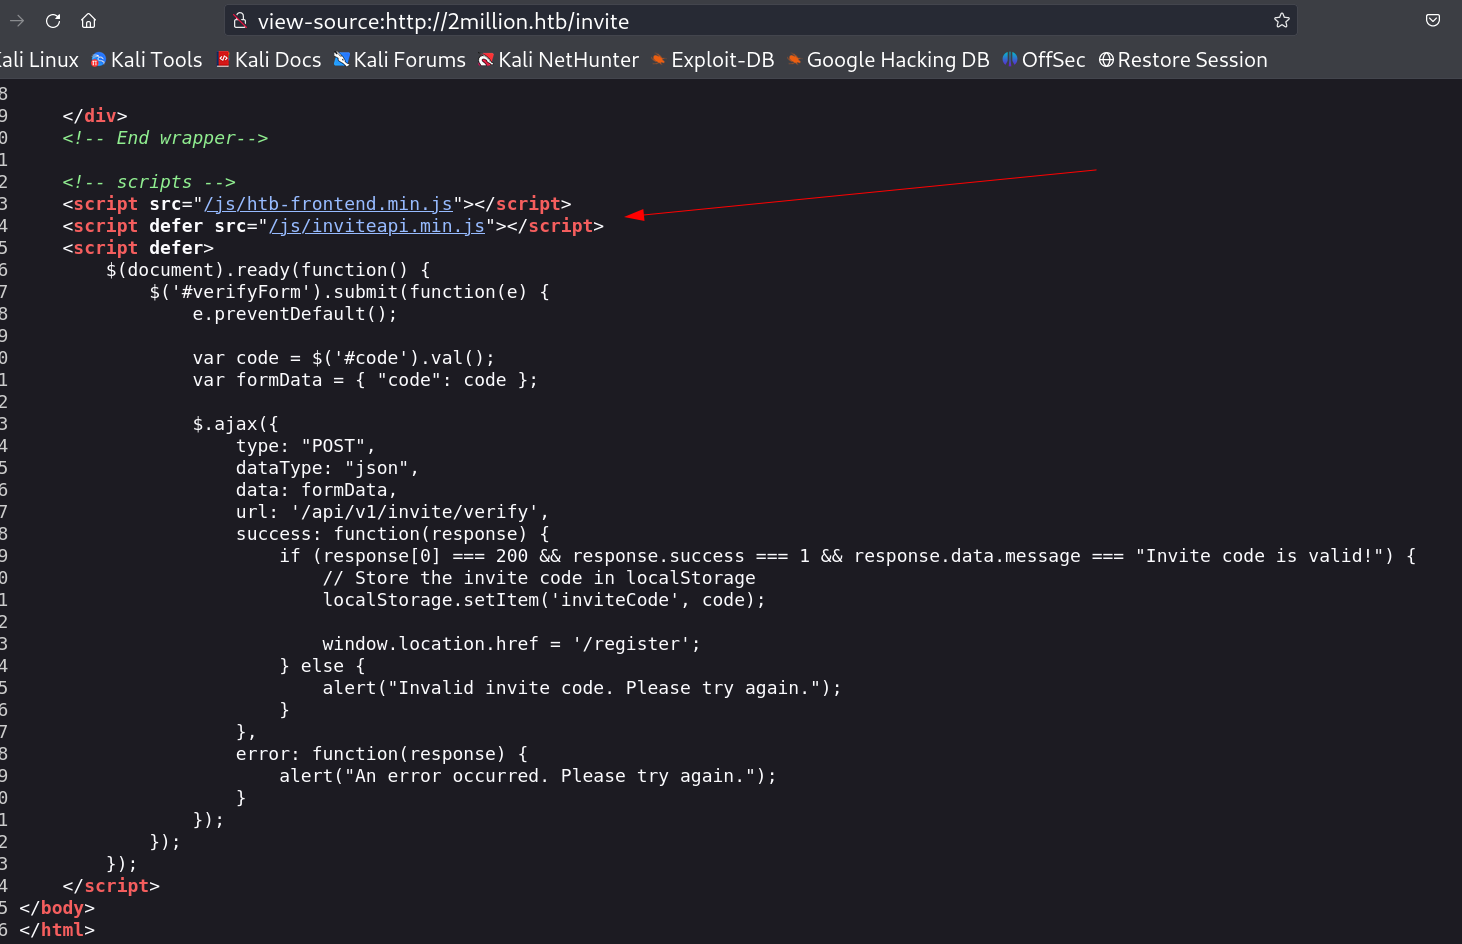 view-source:http://2million.htb/invite
ali Linux Kali Tools Kali Docs Kali Forums Kali NetHunter Exploit-DB Google Hacking DB OffSec Restore Session
8
9     </div>
0     <!-- End wrapper-->
1
2     <!-- scripts -->
3     <script src="/js/htb-frontend.min.js"></script>
4     <script defer src="/js/inviteapi.min.js"></script>
5     <script defer>
6         $(document).ready(function() {
7             $('#verifyForm').submit(function(e) {
8                 e.preventDefault();
9
0                 var code = $('#code').val();
1                 var formData = { "code": code };
2
3                 $.ajax({
4                     type: "POST",
5                     dataType: "json",
6                     data: formData,
7                     url: '/api/v1/invite/verify',
8                     success: function(response) {
9                         if (response[0] === 200 && response.success === 1 && response.data.message === "Invite code is valid!") {
0                             // Store the invite code in localStorage
1                             localStorage.setItem('inviteCode', code);
2
3                             window.location.href = '/register';
4                         } else {
5                             alert("Invalid invite code. Please try again.");
6                         }
7                     },
8                     error: function(response) {
9                         alert("An error occurred. Please try again.");
0                     }
1                 });
2             });
3         });
4     </script>
5 </body>
6 </html>